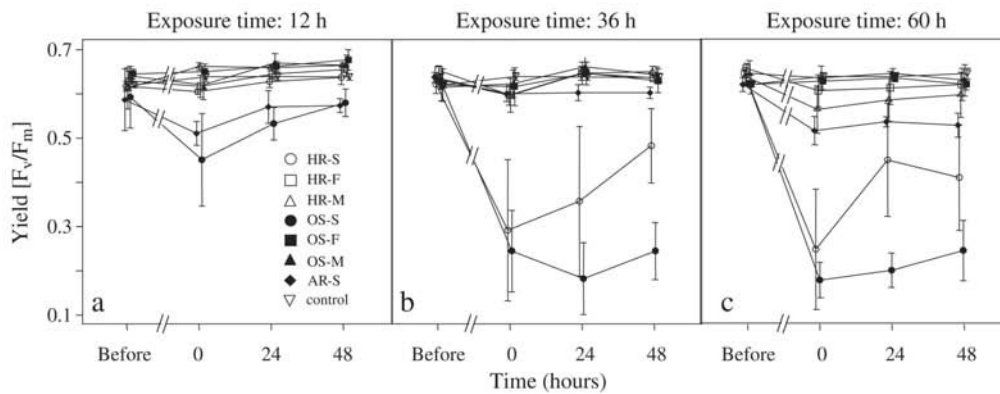 Exposure time: 12 h
Exposure time: 36 h
Exposure time: 60 h
Yield [Fv/Fm]
0.7
0.5
0.3
0.1
HR-S
HR-F
HR-M
OS-S
OS-F
OS-M
AR-S
control
a
b
c
Before 0 24 48
Before 0 24 48
Before 0 24 48
Time (hours)